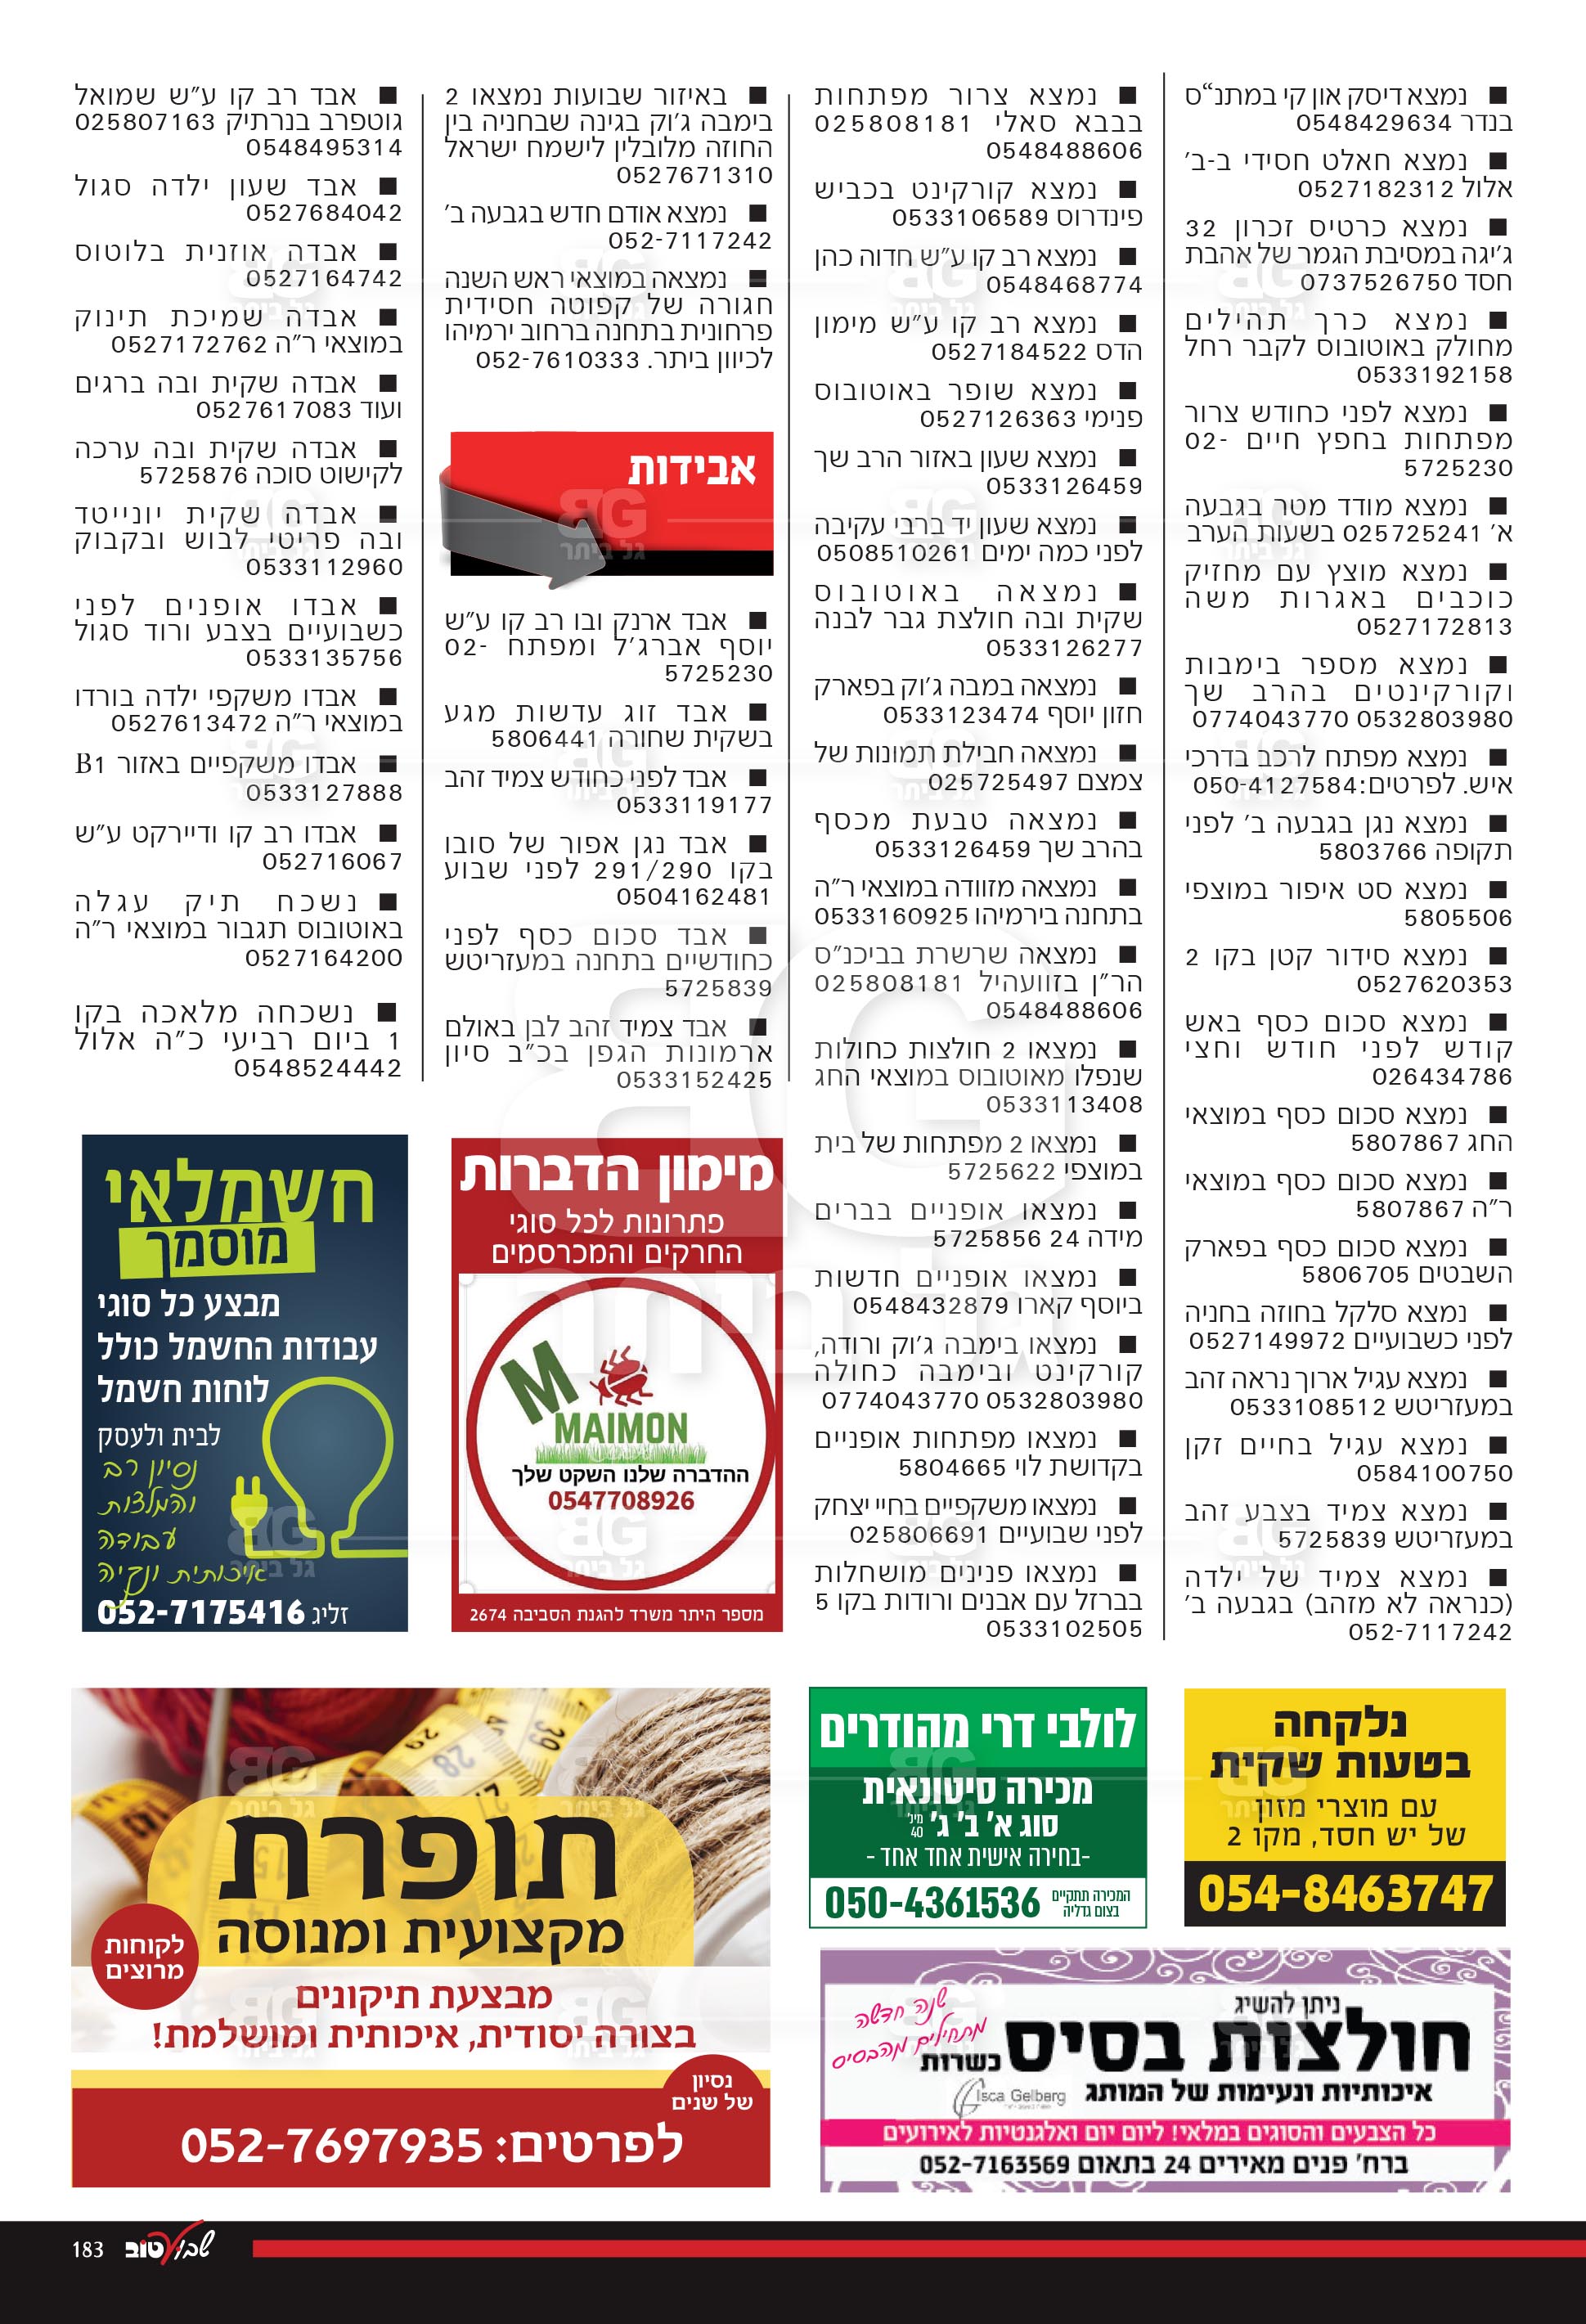 ■ נמצא דיסק און קי במתנ“ס
בנדר 0548429634
■ נמצא חאלט חסידי ב-ב׳
אלול 0527182312
■ נמצא כרטיס זכרון 32
ג׳יגה במסיבת הגמר של אהבת
חסד 0737526750
■ נמצא כרך תהילים
מחולק באוטובוס לקבר רחל
0533192158
■ נמצא לפני כחודש צרור
מפתחות בחפץ חיים 02-
5725230
■ נמצא מודד מטר בגבעה
א׳ 025725241 בשעות הערב
■ נמצא מוצץ עם מחזיק
כוכבים באגרות משה
0527172813
■ נמצא מספר בימבות
וקורקינטים בהרב שך
0774043770 0532803980
■ נמצא מפתח לרכב בדרכי
איש. לפרטים:050-4127584
■ נמצא נגן בגבעה ב׳ לפני
תקופה 5803766
■ נמצא סט איפור במוצפי
5805506
■ נמצא סידור קטן בקו 2
0527620353
■ נמצא סכום כסף באש
קודש לפני חודש וחצי
026434786
■ נמצא סכום כסף במוצאי
החג 5807867
■ נמצא סכום כסף במוצאי
ר״ה 5807867
■ נמצא סכום כסף בפארק
השבטים 5806705
■ נמצא סלקל בחוזה בחניה
לפני כשבועיים 0527149972
■ נמצא עגיל ארוך נראה זהב
במעזריטש 0533108512
■ נמצא עגיל בחיים זקן
0584100750
■ נמצא צמיד בצבע זהב
במעזריטש 5725839
■ נמצא צמיד של ילדה
(כנראה לא מזהב) בגבעה ב׳
052-7117242
■ נמצא צרור מפתחות
בבבא סאלי 025808181
0548488606
■ נמצא קורקינט בכביש
פינדרוס 0533106589
■ נמצא רב קו ע״ש חדוה כהן
0548468774
■ נמצא רב קו ע״ש מימון
הדס 0527184522
■ נמצא שופר באוטובוס
פנימי 0527126363
■ נמצא שעון באזור הרב שך
0533126459
■ נמצא שעון יד ברבי עקיבה
לפני כמה ימים 0508510261
■ נמצאה באוטובוס
שקית ובה חולצת גבר לבנה
0533126277
■ נמצאה במבה ג׳וק בפארק
חזון יוסף 0533123474
■ נמצאה חבילת תמונות של
צמצם 025725497
■ נמצאה טבעת מכסף
בהרב שך 0533126459
■ נמצאה מזוודה במוצאי ר״ה
בתחנה בירמיהו 0533160925
■ נמצאה שרשרת בביכנ״ס
הר״ן בזוועהיל 025808181
0548488606
■ נמצאו 2 חולצות כחולות
שנפלו מאוטובוס במוצאי החג
0533113408
■ נמצאו 2 מפתחות של בית
במוצפי 5725622
■ נמצאו אופניים בברים
מידה 24 5725856
■ נמצאו אופניים חדשות
ביוסף קארו 0548432879
■ נמצאו בימבה ג׳וק ורודה,
קורקינט ובימבה כחולה
0774043770 0532803980
■ נמצאו מפתחות אופניים
בקדושת לוי 5804665
■ נמצאו משקפיים בחיי יצחק
לפני שבועיים 025806691
■ נמצאו פנינים מושחלות
בברזל עם אבנים ורודות בקו 5
0533102505
■ באיזור שבועות נמצאו 2
בימבה ג׳וק בגינה שבחניה בין
החוזה מלובלין לישמח ישראל
0527671310
■ נמצא אודם חדש בגבעה ב׳
052-7117242
■ נמצאה במוצאי ראש השנה
חגורה של קפוטה חסידית
פרחונית בתחנה ברחוב ירמיהו
לכיוון ביתר. 052-7610333
אבידות
■ אבד ארנק ובו רב קו ע״ש
יוסף אברג׳ל ומפתח 02-
5725230
■ אבד זוג עדשות מגע
בשקית שחורה 5806441
■ אבד לפני כחודש צמיד זהב
0533119177
■ אבד נגן אפור של סובו
בקו 291/290 לפני שבוע
0504162481
■ אבד סכום כסף לפני
כחודשיים בתחנה במעזריטש
5725839
■ אבד צמיד זהב לבן באולם
ארמונות הגפן בכ״ב סיון
0533152425
■ אבד רב קו ע״ש שמואל
גוטפרב בנרתיק 025807163
0548495314
■ אבד שעון ילדה סגול
0527684042
■ אבדה אוזנית בלוטוס
0527164742
■ אבדה שמיכת תינוק
במוצאי ר״ה 0527172762
■ אבדה שקית ובה ברגים
ועוד 0527617083
■ אבדה שקית ובה ערכה
לקישוט סוכה 5725876
■ אבדה שקית יונייטד
ובה פריטי לבוש ובקבוק
0533112960
■ אבדו אופנים לפני
כשבועיים בצבע ורוד סגול
0533135756
■ אבדו משקפי ילדה בורדו
במוצאי ר״ה 0527613472
■ אבדו משקפיים באזור B1
0533127888
■ אבדו רב קו ודיירקט ע״ש
052716067
■ נשכח תיק עגלה
באוטובוס תגבור במוצאי ר״ה
0527164200
■ נשכחה מלאכה בקו
1 ביום רביעי כ״ה אלול
0548524442
מימון הדברות
פתרונות לכל סוגי
החרקים והמכרסמים
M
MAIMON
ההדברה שלנו השקט שלך
0547708926
מספר היתר משרד להגנת הסביבה 2674
חשמלאי
מוסמך
מבצע כל סוגי
עבודות החשמל כולל
לוחות חשמל
לבית ולעסק
נסיון רב
והמלצות
עבודה
איכותית ונקיה
זליג 052-7175416
נלקחה
בטעות שקית
עם מוצרי מזון
של יש חסד, מקו 2
054-8463747
לולבי דרי מהודרים
מכירה סיטונאית
סוג א׳ ב׳ ג׳ מיני 40
-בחירה אישית אחד אחד -
המכירה תתקיים
בצום גדליה
050-4361536
ניתן להשיג
חולצות בסיס כשרות
שנה חדשה
מתחילים מהבסיס
איכותיות ונעימות של המותג Isca Gelberg
כל הצבעים והסוגים במלאי! ליום יום ואלגנטיות לאירועים
ברח׳ פנים מאירים 24 בתאום 052-7163569
תופרת
מקצועית ומנוסה
לקוחות
מרוצים
מבצעת תיקונים
בצורה יסודית, איכותית ומושלמת!
נסיון
של שנים
לפרטים: 052-7697935
שבוע טוב 183
BG
גל ביתר